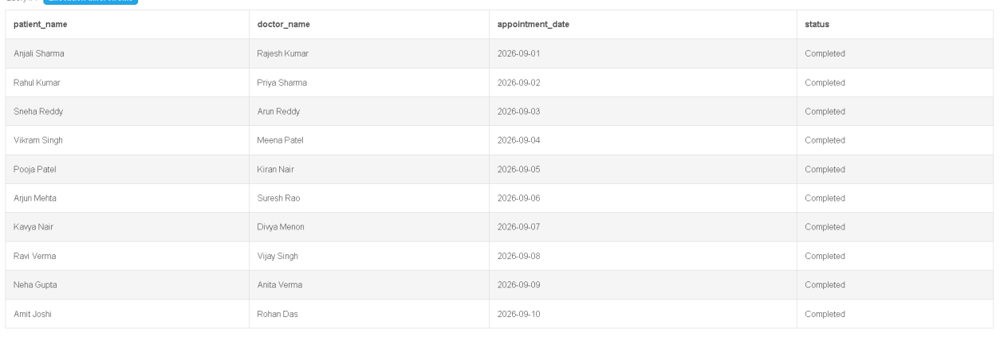 patient_name doctor_name appointment_date status
Anjali Sharma Rajesh Kumar 2026-09-01 Completed
Rahul Kumar Priya Sharma 2026-09-02 Completed
Sneha Reddy Arun Reddy 2026-09-03 Completed
Vikram Singh Meena Patel 2026-09-04 Completed
Pooja Patel Kiran Nair 2026-09-05 Completed
Arjun Mehta Suresh Rao 2026-09-06 Completed
Kavya Nair Divya Menon 2026-09-07 Completed
Ravi Verma Vijay Singh 2026-09-08 Completed
Neha Gupta Anita Verma 2026-09-09 Completed
Amit Joshi Rohan Das 2026-09-10 Completed